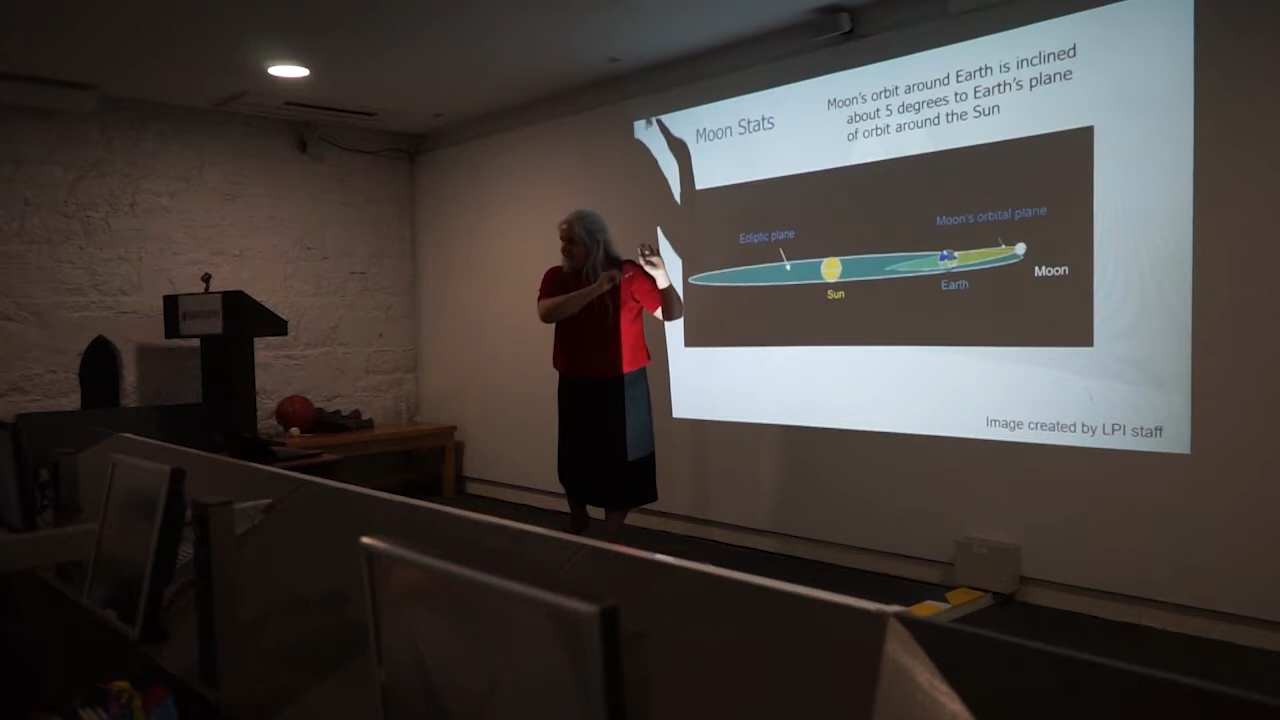 Moon Stats
Moon's orbit around Earth is inclined
about 5 degrees to Earth's plane
of orbit around the Sun
Moon's orbital plane
Ecliptic plane
Moon
Earth
Sun
Image created by LPI staff